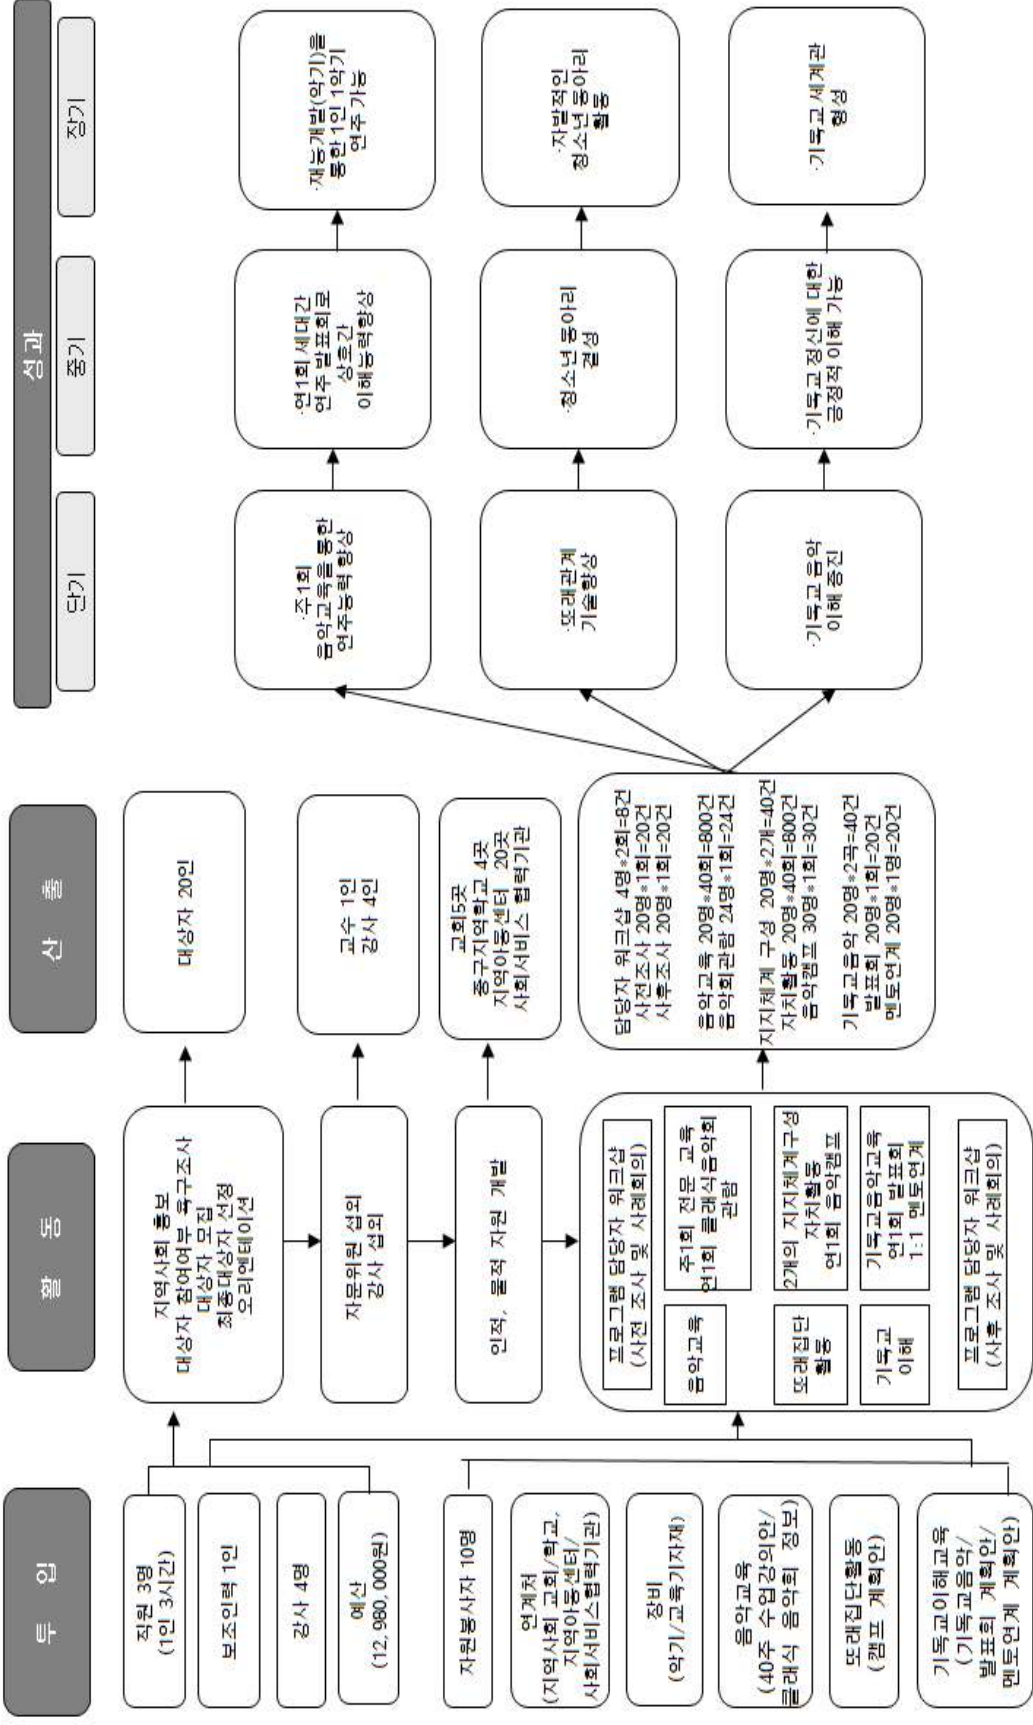 투 입
활 동
산 출
성과
단기
중기
장기
직원 3명
(1인 3시간)
보조인력 1인
강사 4명
예산
(12,980,000원)
자원봉사자 10명
연계처
(지역사회 교회/학교,
지역아동센터/
사회서비스협력기관)
장비
(악기/교육기자재)
음악교육
(40주 수업강의안/
클래식 음악회 정보)
또래집단활동
(캠프 계획안)
기독교이해교육
(기독교음악/
발표회 계획안/
멘토연계 계획안)
지역사회 홍보
대상자 참여여부 욕구조사
대상자 모집
최종대상자 선정
오리엔테이션
자문위원 섭외
강사 섭외
인적, 물적 자원 개발
프로그램 담당자 워크샵
(사전 조사 및 사례회의)
음악교육
주1회 전문 교육
연1회 클래식음악회
관람
또래집단
활동
2개의 지지체계구성
자치활동
연1회 음악캠프
기독교
이해
기독교음악교육
연1회 발표회
1:1 멘토연계
프로그램 담당자 워크샵
(사후 조사 및 사례회의)
대상자 20인
교수 1인
강사 4인
교회5곳
중구지역학교 4곳
지역아동센터 20곳
사회서비스 협력기관
담당자 워크샵 4명*2회=8건
사전조사 20명*1회=20건
사후조사 20명*1회=20건
음악교육 20명*40회=800건
음악회관람 24명*1회=24건
지지체계 구성 20명*2개=40건
자치활동 20명*40회=800건
음악캠프 30명*1회=30건
기독교음악 20명*2곡=40건
발표회 20명*1회=20건
멘토연계 20명*1명=20건
·주1회
음악교육을 통한
연주능력 향상
·연1회 세대간
연주 발표회로
상호간
이해능력향상
·재능개발(악기)을
통한 1인 1악기
연주 가능
·또래관계
기술향상
·청소년 동아리
결성
·자발적인
청소년 동아리
활동
·기독교 음악
이해 증진
·기독교 정신에 대한
긍정적 이해 가능
·기독교 세계관
형성